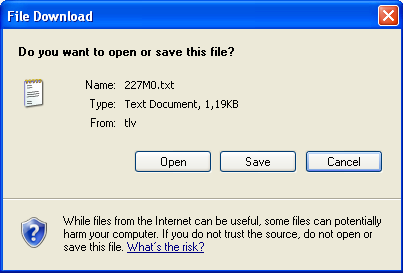 File Download
Do you want to open or save this file?
Name: 227M0.txt
Type: Text Document, 1,19KB
From: tlv
Open Save Cancel
While files from the Internet can be useful, some files can potentially
harm your computer. If you do not trust the source, do not open or
save this file. What's the risk?